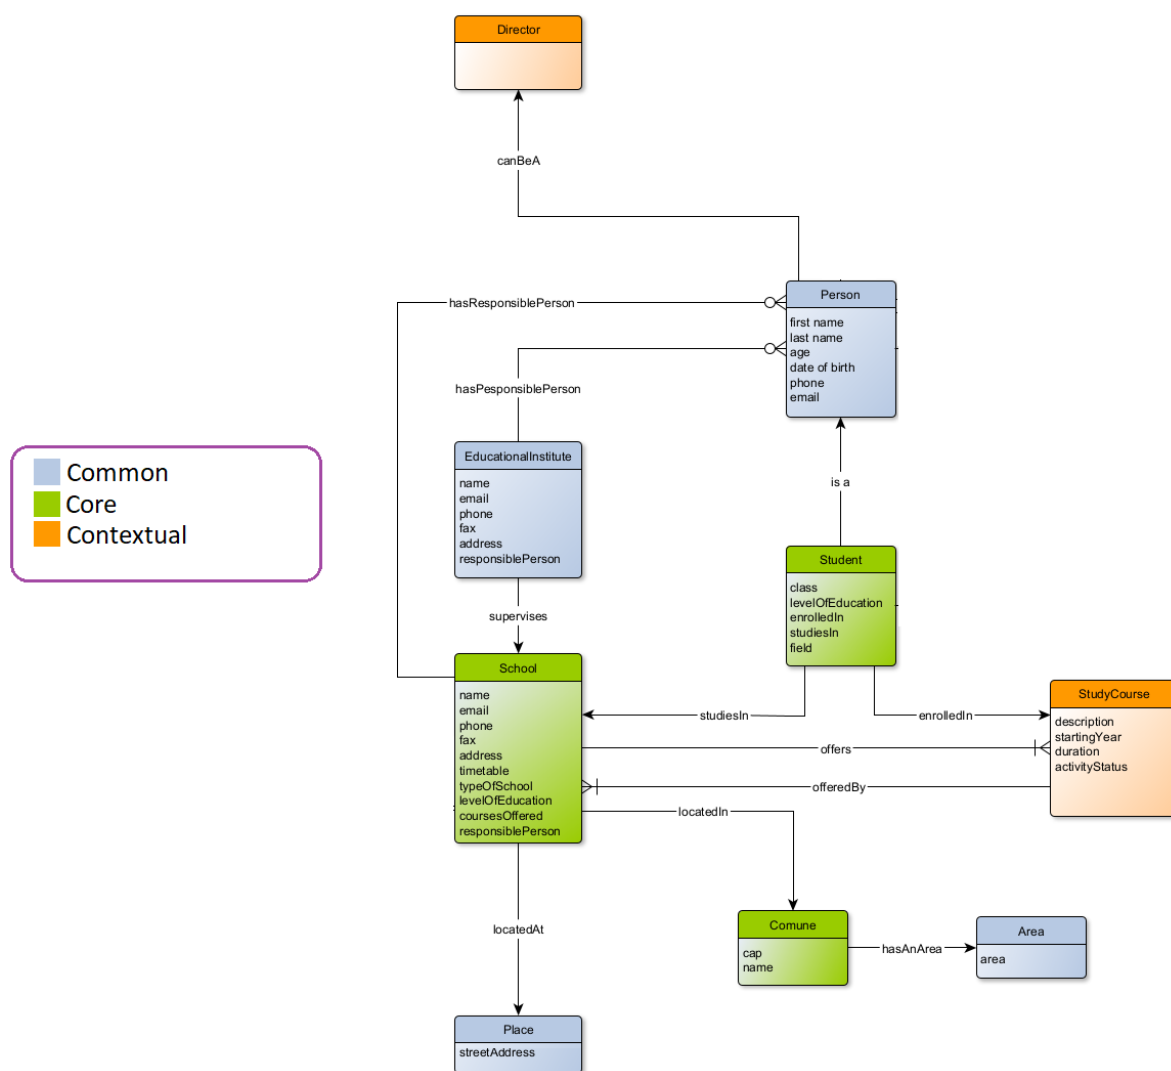 Director
canBeA
hasResponsiblePerson
Person
first name
last name
age
date of birth
phone
email
hasPesponsiblePerson
EducationalInstitute
name
email
phone
fax
address
responsiblePerson
Common
Core
Contextual
is a
Student
class
levelOfEducation
enrolledIn
studiesIn
field
supervises
School
name
email
phone
fax
address
timetable
typeOfSchool
levelOfEducation
coursesOffered
responsiblePerson
studiesIn
enrolledIn
StudyCourse
description
startingYear
duration
activityStatus
offers
offeredBy
locatedIn
locatedAt
Comune
cap
name
hasAnArea
Area
area
Place
streetAddress